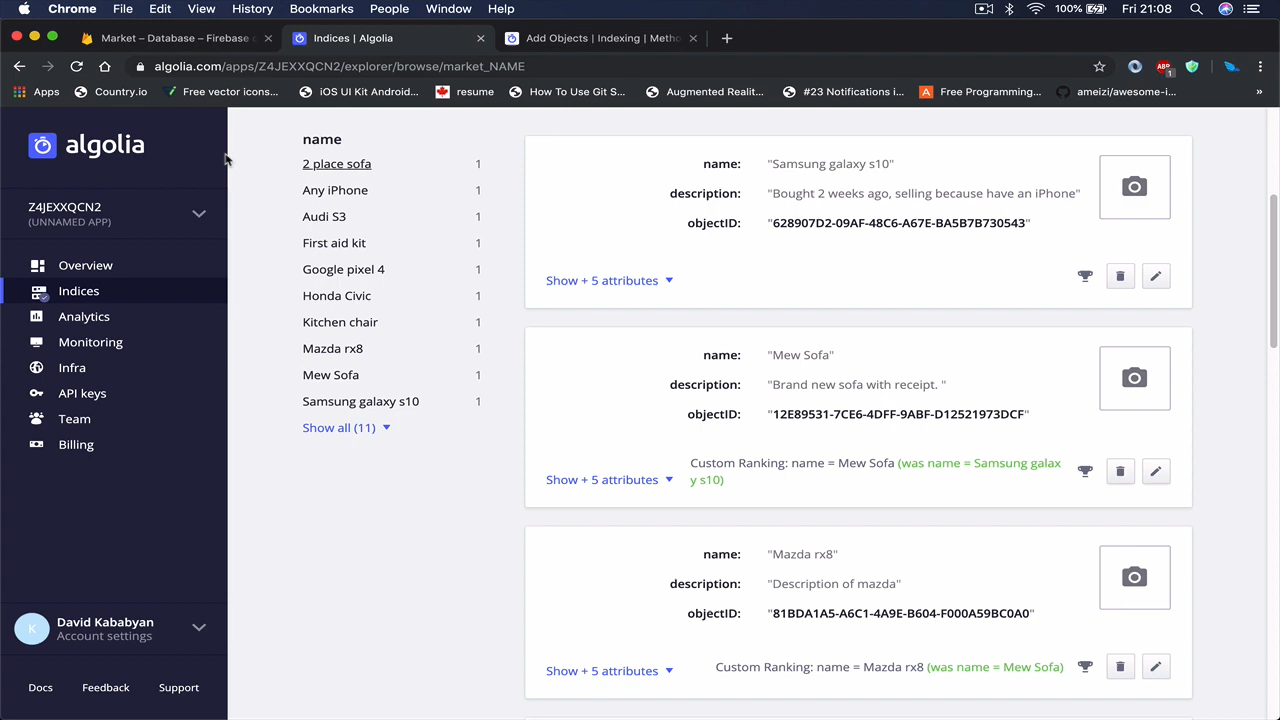 Chrome File Edit View History Bookmarks People Window Help 100% Fri 21:08
Market – Database – Firebase c
Indices | Algolia
Add Objects | Indexing | Meth
algolia.com/apps/Z4JEXXQCN2/explorer/browse/market_NAME
Apps Country.io Free vector icons... iOS UI Kit Android... resume How To Use Git S... Augmented Realit... #23 Notifications i... Free Programming... ameizi/awesome-i... »
algolia
Z4JEXXQCN2
(UNNAMED APP)
Overview
Indices
Analytics
Monitoring
Infra
API keys
Team
Billing
K
David Kababyan
Account settings
Docs Feedback Support
name
2 place sofa 1
Any iPhone 1
Audi S3 1
First aid kit 1
Google pixel 4 1
Honda Civic 1
Kitchen chair 1
Mazda rx8 1
Mew Sofa 1
Samsung galaxy s10 1
Show all (11)
name: "Samsung galaxy s10"
description: "Bought 2 weeks ago, selling because have an iPhone"
objectID: "628907D2-09AF-48C6-A67E-BA5B7B730543"
Show + 5 attributes
name: "Mew Sofa"
description: "Brand new sofa with receipt. "
objectID: "12E89531-7CE6-4DFF-9ABF-D12521973DCF"
Show + 5 attributes
Custom Ranking: name = Mew Sofa (was name = Samsung galax
y s10)
name: "Mazda rx8"
description: "Description of mazda"
objectID: "81BDA1A5-A6C1-4A9E-B604-F000A59BC0A0"
Show + 5 attributes
Custom Ranking: name = Mazda rx8 (was name = Mew Sofa)